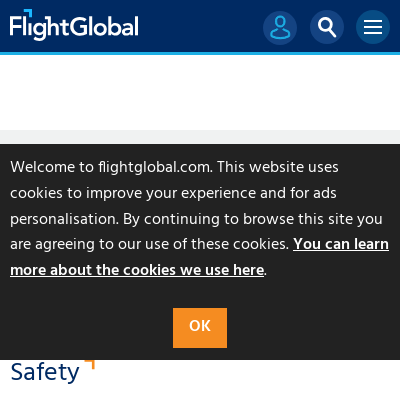 FlightGlobal
Welcome to flightglobal.com. This website uses
cookies to improve your experience and for ads
personalisation. By continuing to browse this site you
are agreeing to our use of these cookies. You can learn
more about the cookies we use here.
OK
Safety